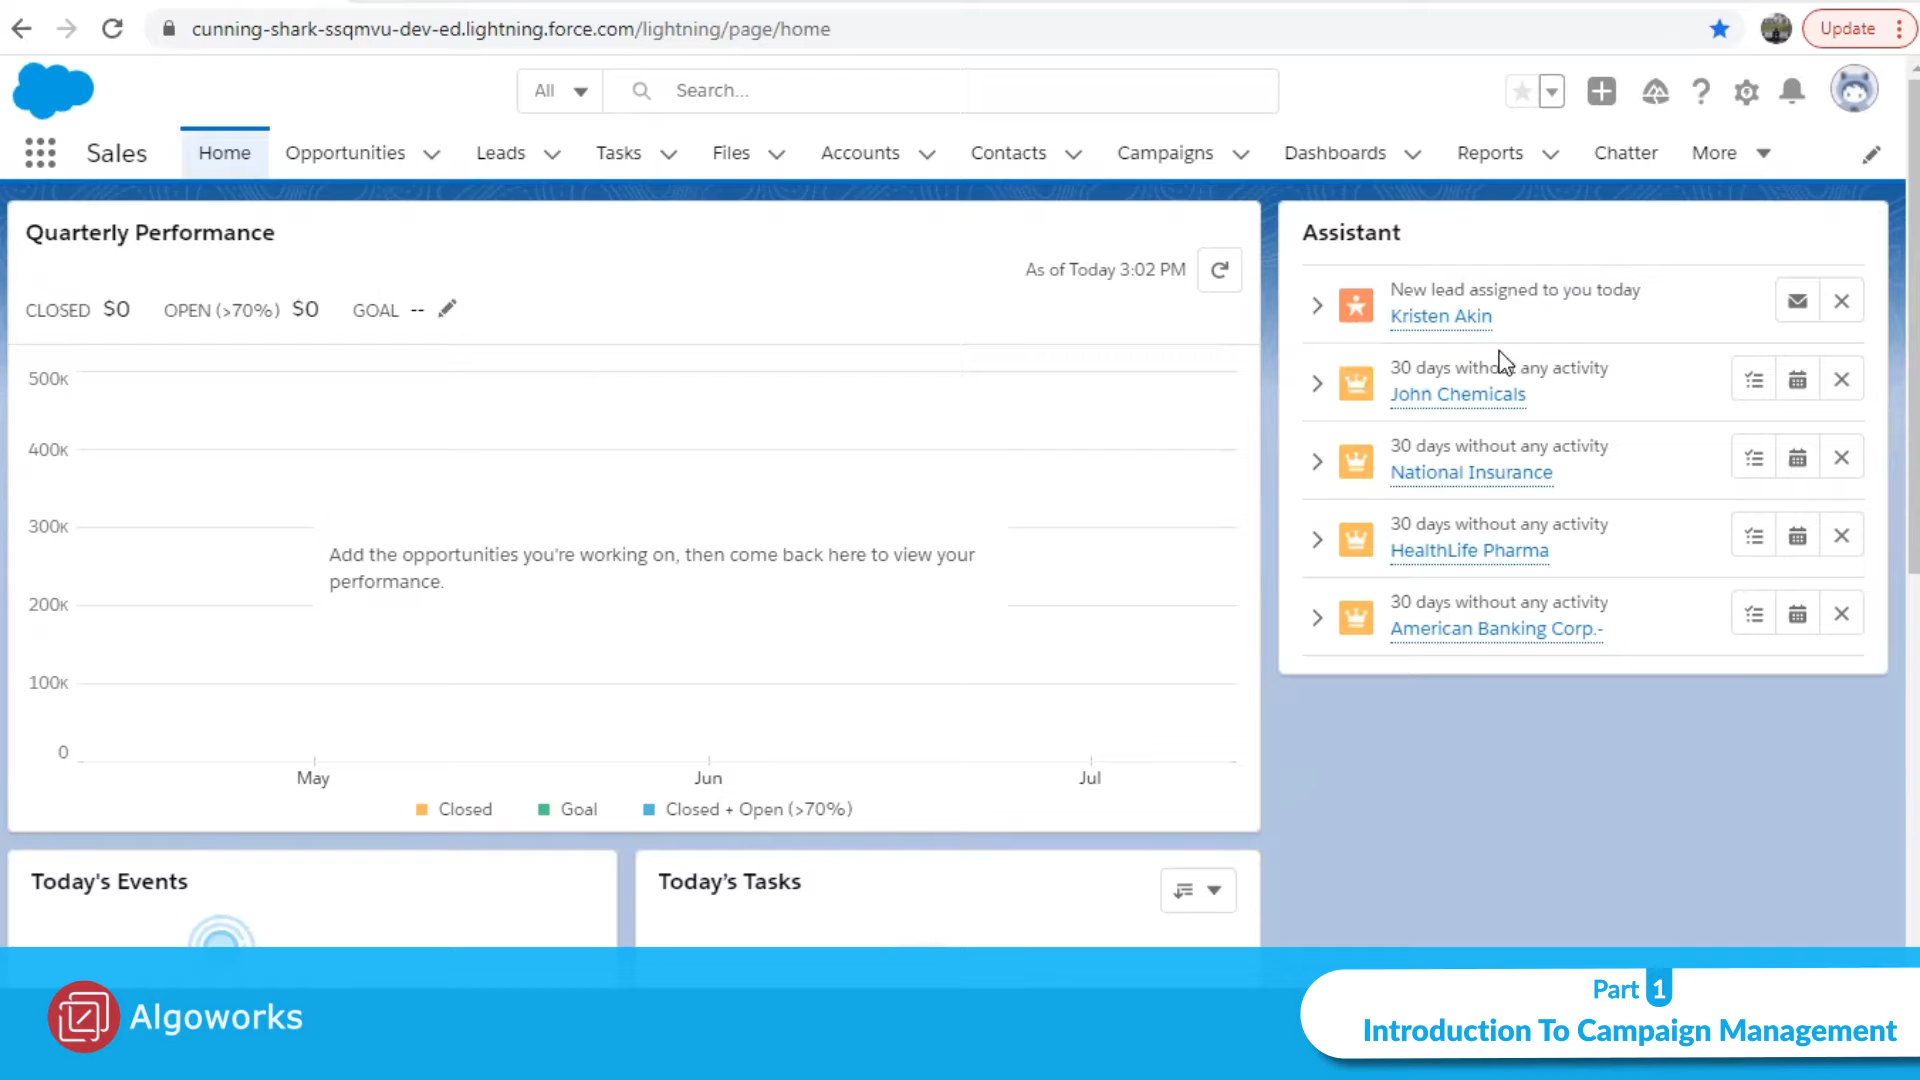 cunning-shark-ssqmvu-dev-ed.lightning.force.com/lightning/page/home
Update
All
Search...
Sales
Home
Opportunities
Leads
Tasks
Files
Accounts
Contacts
Campaigns
Dashboards
Reports
Chatter
More
Quarterly Performance
As of Today 3:02 PM
CLOSED $0 OPEN (>70%) $0 GOAL --
500K
400K
300K
200K
100K
0
Add the opportunities you're working on, then come back here to view your
performance.
May
Jun
Jul
Closed
Goal
Closed + Open (>70%)
Assistant
New lead assigned to you today
Kristen Akin
30 days without any activity
John Chemicals
30 days without any activity
National Insurance
30 days without any activity
HealthLife Pharma
30 days without any activity
American Banking Corp.-
Today's Events
Today's Tasks
Algoworks
Part 1
Introduction To Campaign Management